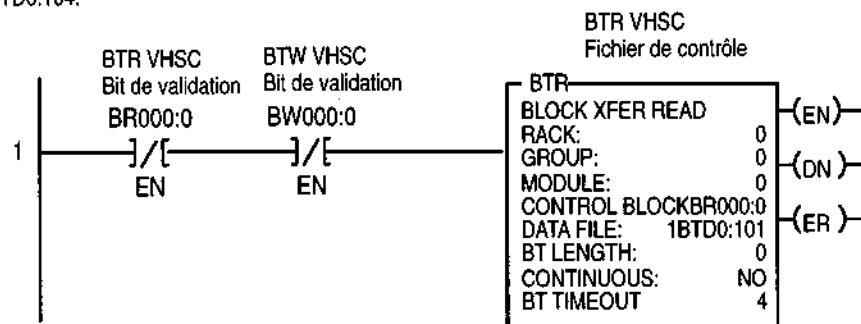 BTR VHSC
Fichier de contrôle
BTR VHSC
Bit de validation
BR000:0
EN
BTW VHSC
Bit de validation
BW000:0
EN
1
BTR
BLOCK XFER READ
RACK: 0
GROUP: 0
MODULE: 0
CONTROL BLOCKBR000:0
DATA FILE: 1BTD0:101
BT LENGTH: 0
CONTINUOUS: NO
BT TIMEOUT 4
(EN)
(DN)
(ER)